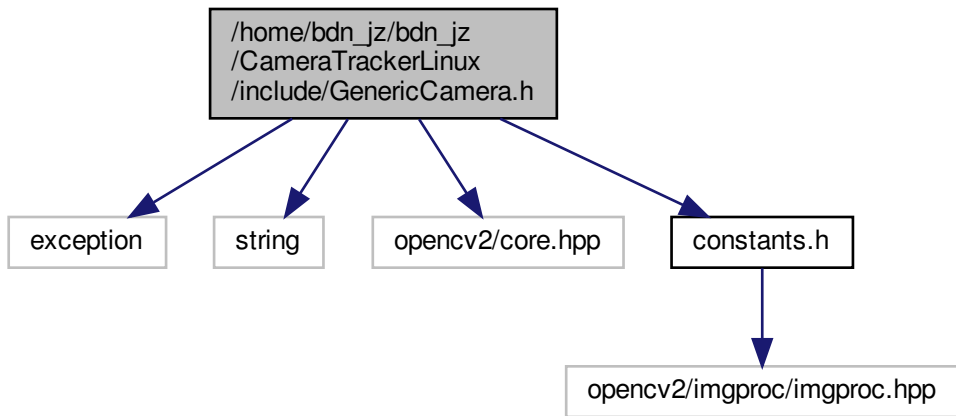 /home/bdn_jz/bdn_jz
/CameraTrackerLinux
/include/GenericCamera.h
exception
string
opencv2/core.hpp
constants.h
opencv2/imgproc/imgproc.hpp